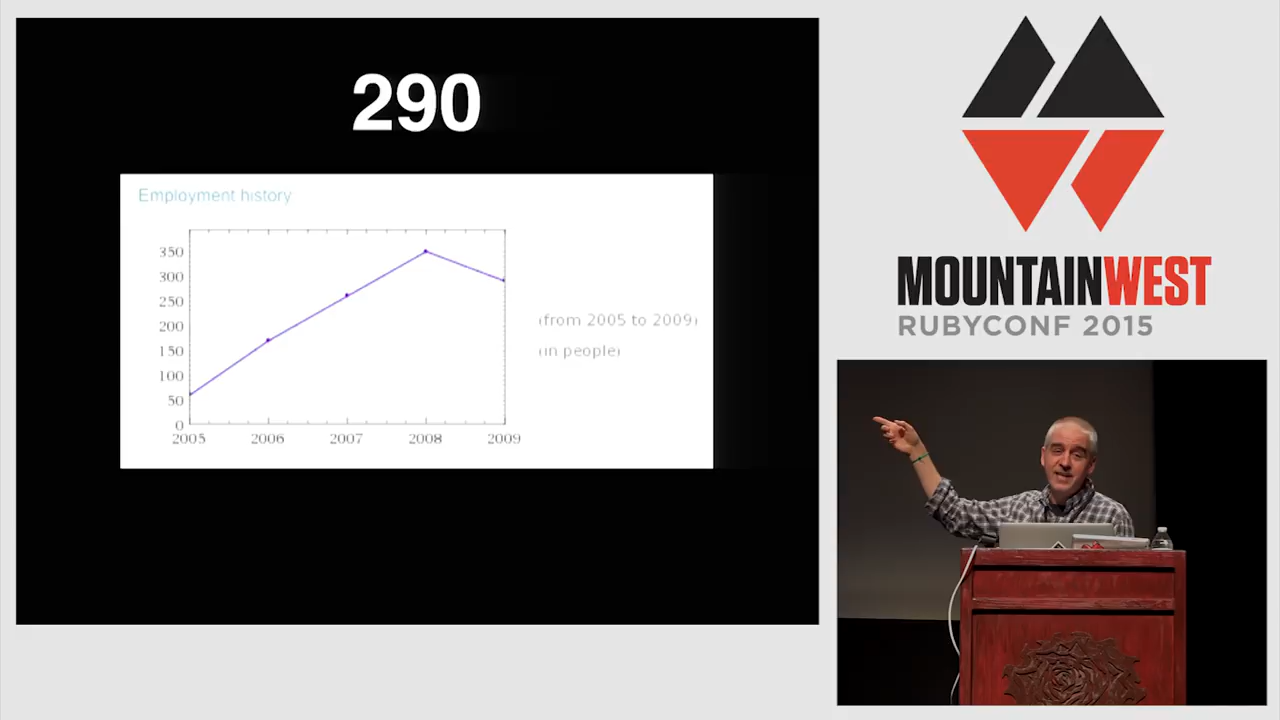 290
Employment history
350
300
250
200
150
100
50
0
2005 2006 2007 2008 2009
(from 2005 to 2009)
(in people)
MOUNTAINWEST
RUBYCONF 2015